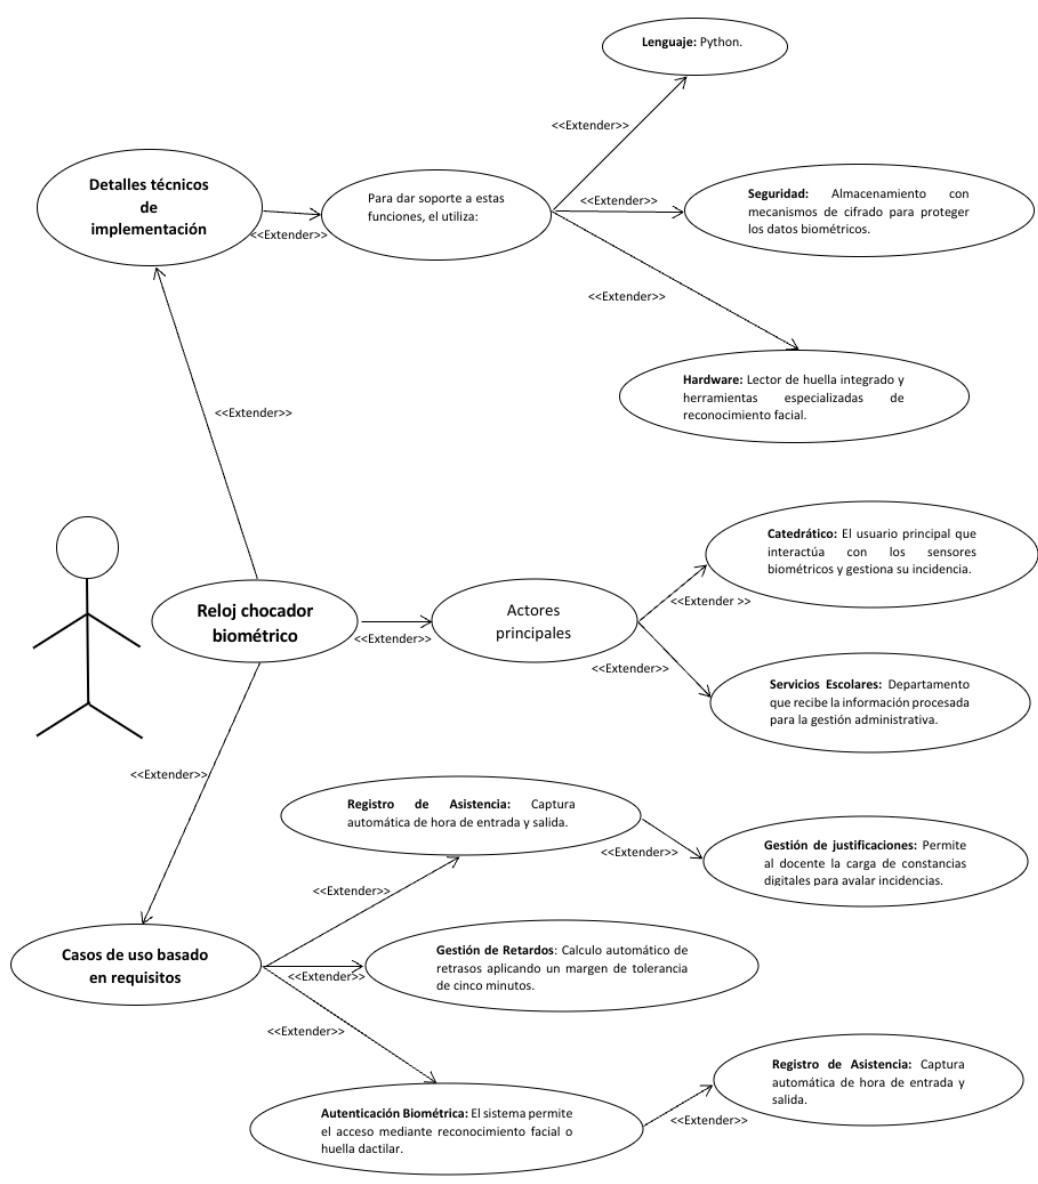 Lenguaje: Python.
<<Extender>>
Detalles técnicos
de
implementación
<<Extender>>
Para dar soporte a estas
funciones, el utiliza:
<<Extender>>
Seguridad: Almacenamiento con
mecanismos de cifrado para proteger
los datos biométricos.
<<Extender>>
Hardware: Lector de huella integrado y
herramientas especializadas de
reconocimiento facial.
<<Extender>>
Reloj chocador
biométrico
<<Extender>>
Actores
principales
Catedrático: El usuario principal que
interactúa con los sensores
biométricos y gestiona su incidencia.
<<Extender >>
<<Extender>>
Servicios Escolares: Departamento
que recibe la información procesada
para la gestión administrativa.
<<Extender>>
Registro de Asistencia: Captura
automática de hora de entrada y salida.
<<Extender>>
Gestión de justificaciones: Permite
al docente la carga de constancias
digitales para avalar incidencias.
<<Extender>>
Casos de uso basado
en requisitos
Gestión de Retardos: Calculo automático de
retrasos aplicando un margen de tolerancia
de cinco minutos.
<<Extender>>
<<Extender>>
Autenticación Biométrica: El sistema permite
el acceso mediante reconocimiento facial o
huella dactilar.
<<Extender>>
Registro de Asistencia: Captura
automática de hora de entrada y
salida.